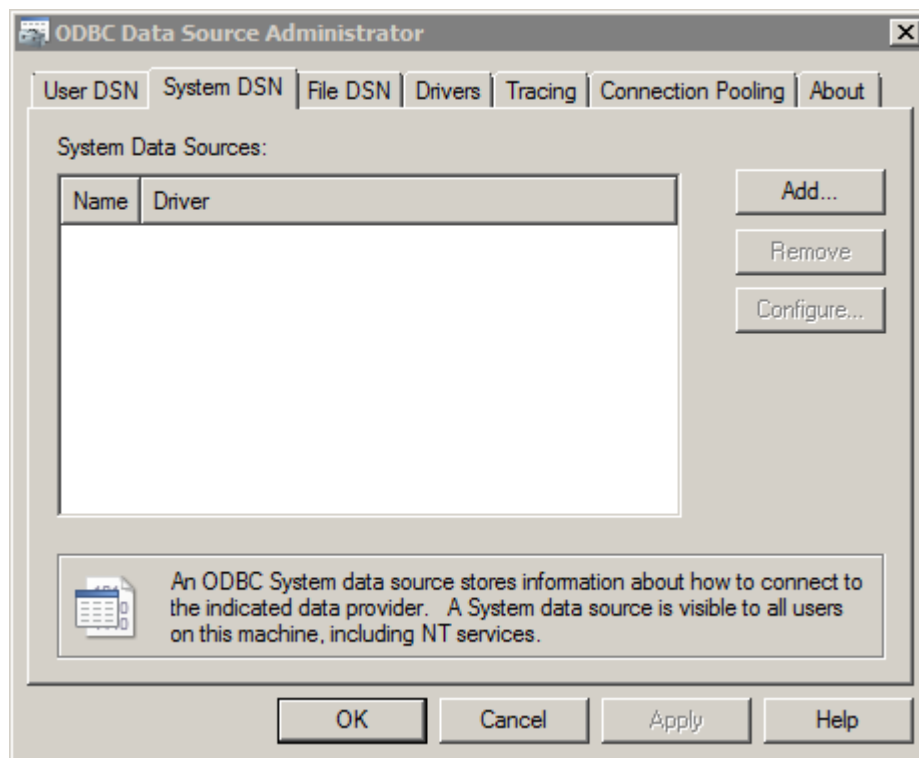 ODBC Data Source Administrator
User DSN System DSN File DSN Drivers Tracing Connection Pooling About
System Data Sources:
Name Driver
Add...
Remove
Configure...
An ODBC System data source stores information about how to connect to
the indicated data provider. A System data source is visible to all users
on this machine, including NT services.
OK Cancel Apply Help